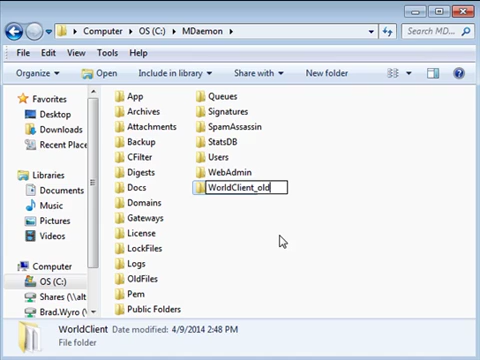 Computer ▸ OS (C:) ▸ MDaemon ▸
Search MD...
File Edit View Tools Help
Organize Open Include in library Share with New folder
Favorites
Desktop
Downloads
Recent Place
Libraries
Documents
Music
Pictures
Videos
Computer
OS (C:)
Shares (\\alt
Brad.Wyro (\\
App
Archives
Attachments
Backup
CFilter
Digests
Docs
Domains
Gateways
License
LockFiles
Logs
OldFiles
Pem
Public Folders
Queues
Signatures
SpamAssassin
StatsDB
Users
WebAdmin
WorldClient_old
WorldClient Date modified: 4/9/2014 2:48 PM
File folder